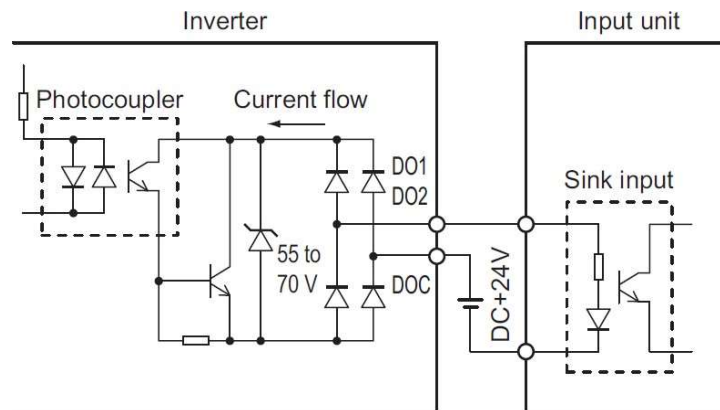 Inverter
Input unit
Photocoupler
Current flow
DO1
DO2
Sink input
55 to
70 V
DOC
DC+24V